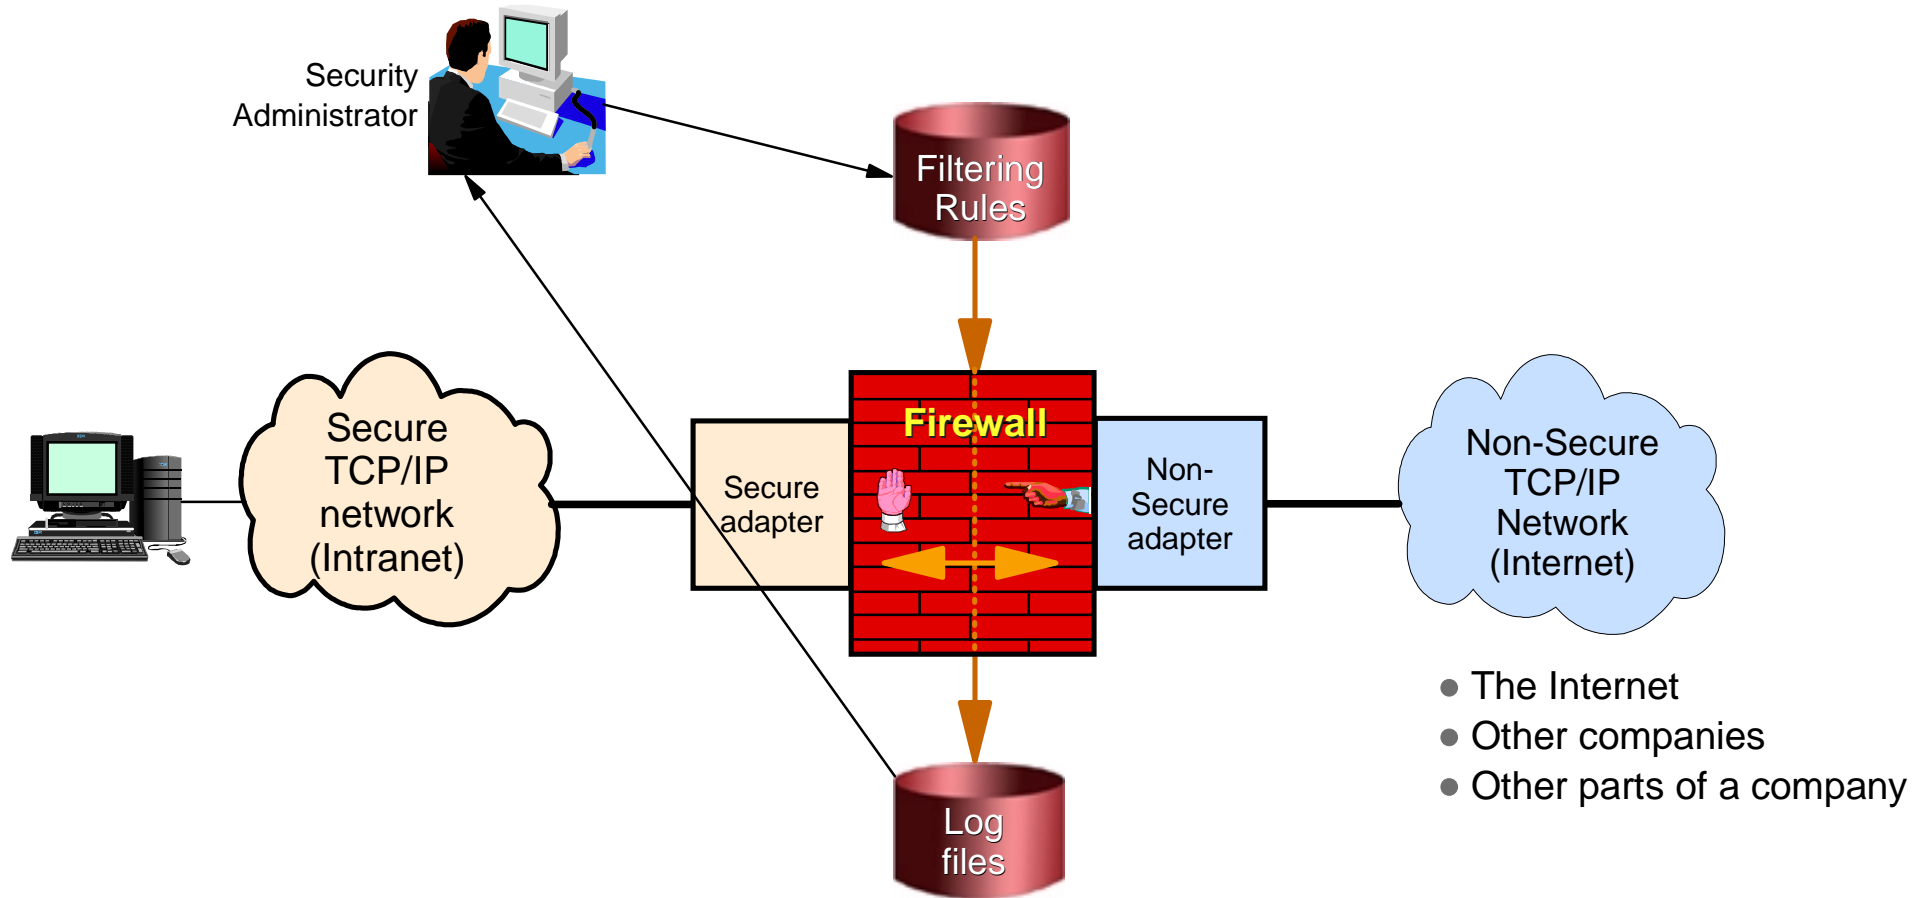 Security
Administrator
Filtering
Rules
Secure
TCP/IP
network
(Intranet)
Secure
adapter
Firewall
Non-
Secure
adapter
Non-Secure
TCP/IP
Network
(Internet)
The Internet
Other companies
Other parts of a company
Log
files